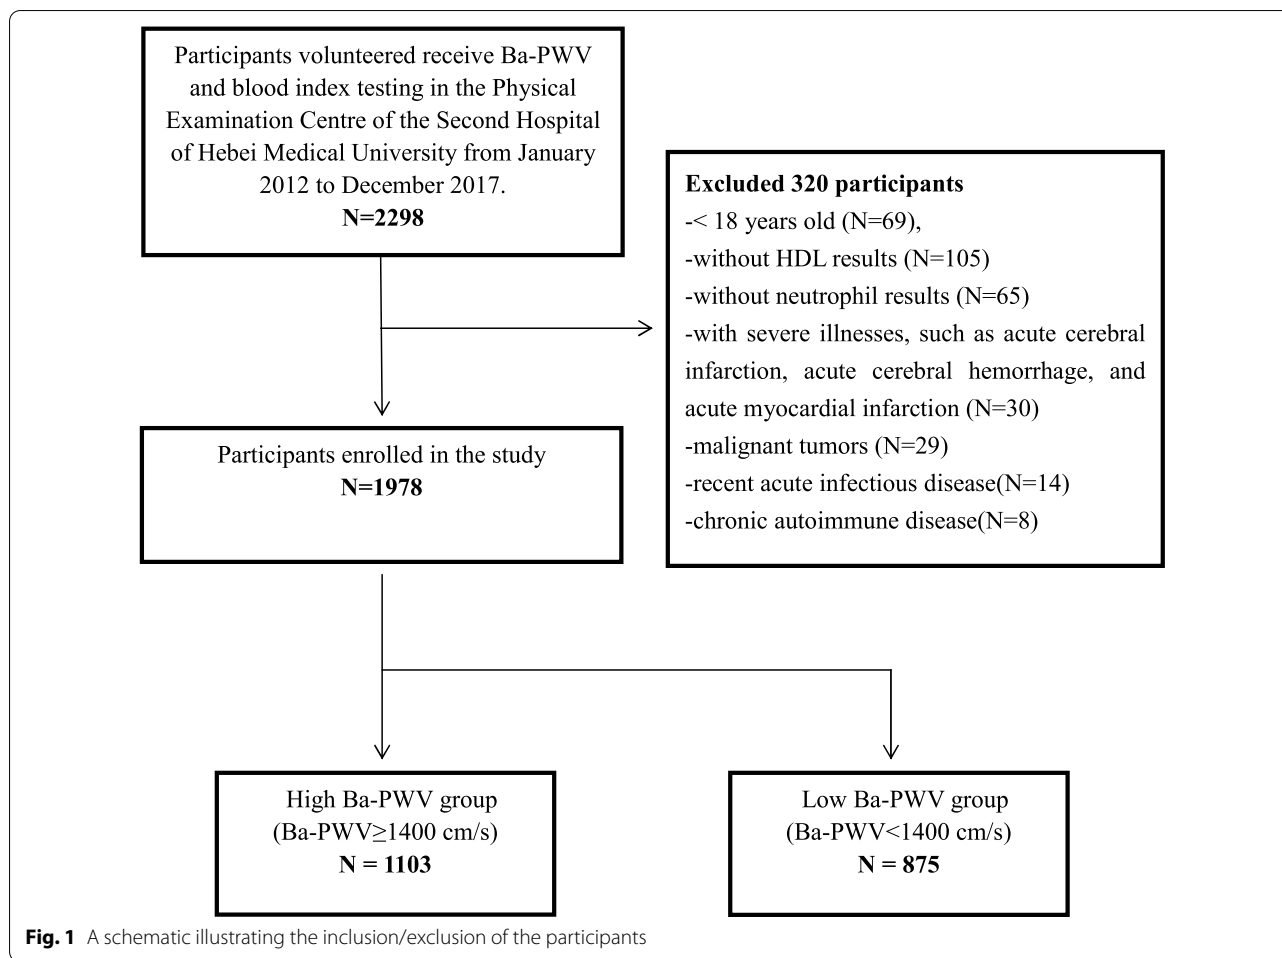 Participants volunteered receive Ba-PWV
and blood index testing in the Physical
Examination Centre of the Second Hospital
of Hebei Medical University from January
2012 to December 2017.
N=2298
Excluded 320 participants
-< 18 years old (N=69),
-without HDL results (N=105)
-without neutrophil results (N=65)
-with severe illnesses, such as acute cerebral
infarction, acute cerebral hemorrhage, and
acute myocardial infarction (N=30)
-malignant tumors (N=29)
-recent acute infectious disease(N=14)
-chronic autoimmune disease(N=8)
Participants enrolled in the study
N=1978
High Ba-PWV group
(Ba-PWV≥1400 cm/s)
N = 1103
Low Ba-PWV group
(Ba-PWV<1400 cm/s)
N = 875
Fig. 1 A schematic illustrating the inclusion/exclusion of the participants